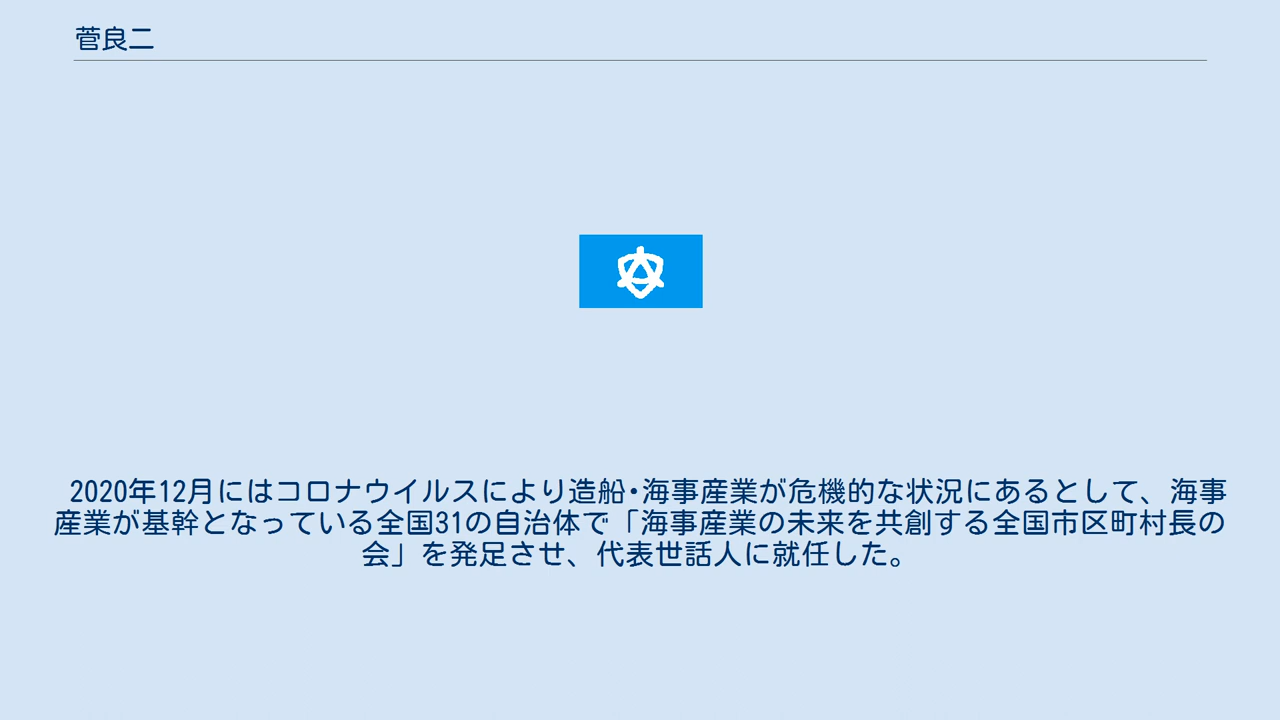 菅良二
2020年12月にはコロナウイルスにより造船・海事産業が危機的な状況にあるとして、海事
産業が基幹となっている全国31の自治体で「海事産業の未来を共創する全国市区町村長の
会」を発足させ、代表世話人に就任した。